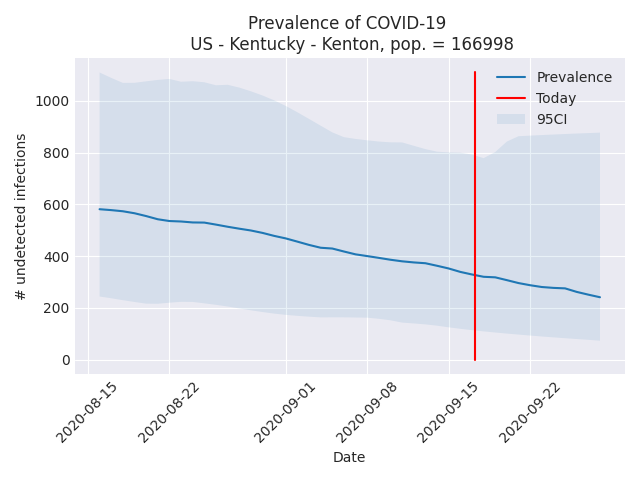 Prevalence of COVID-19
US - Kentucky - Kenton, pop. = 166998
Prevalence
Today
95CI
# undetected infections
1000
800
600
400
200
0
2020-08-15
2020-08-22
2020-09-01
2020-09-08
2020-09-15
2020-09-22
Date